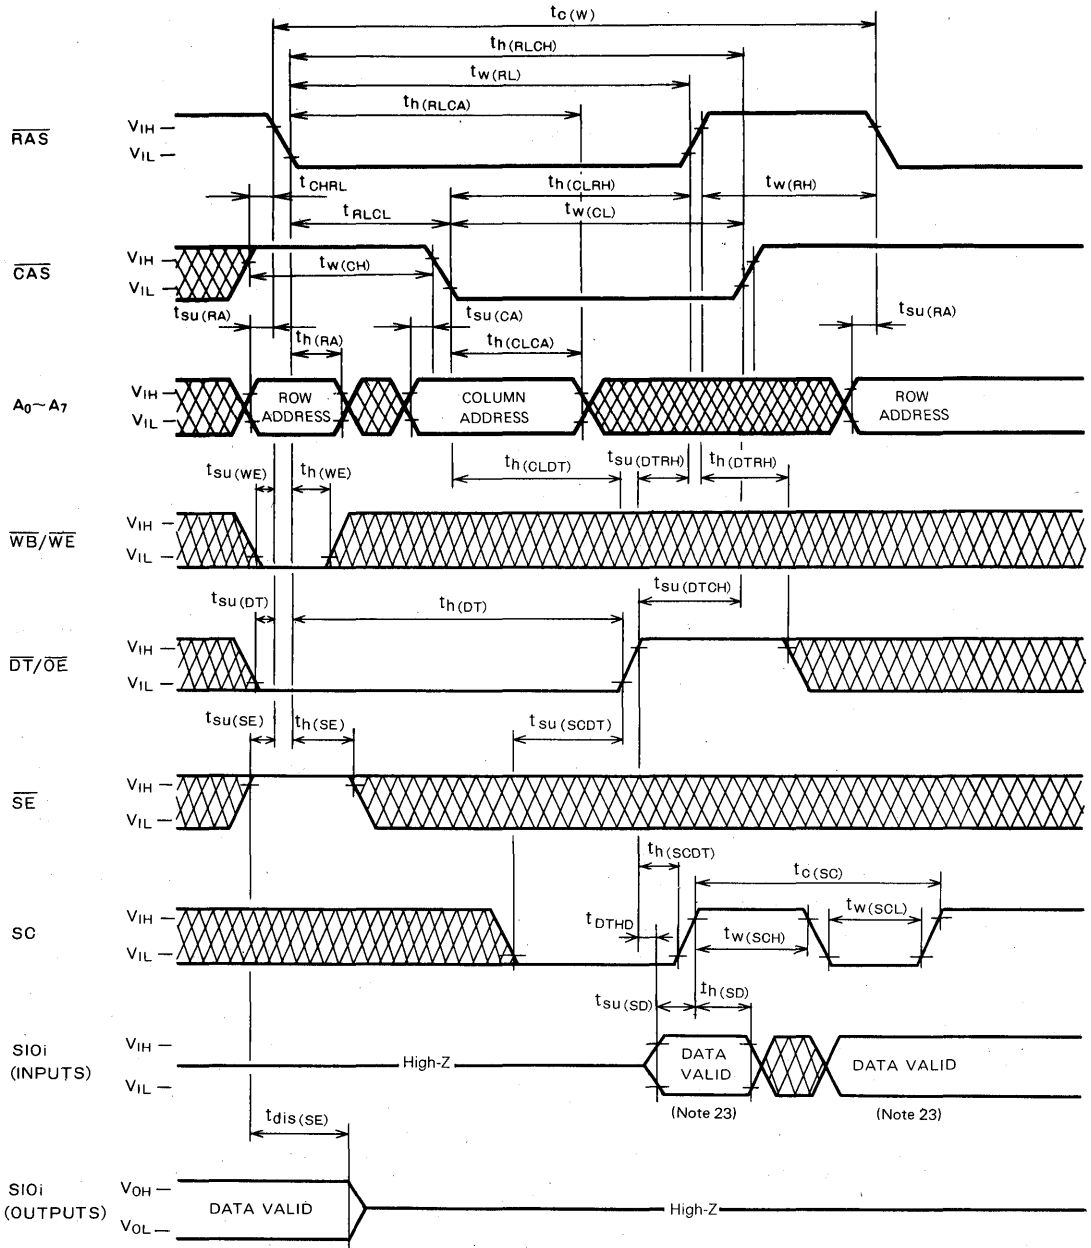 tc(W)
th(RLCH)
tw(RL)
th(RLCA)
RAS
VIH
VIL
tCHRL
th(CLRH)
tw(RH)
tRLCL
tw(CL)
CAS
VIH
VIL
tw(CH)
tsu(RA)
tsu(CA)
tsu(RA)
th(RA)
th(CLCA)
A0~A7
VIH
VIL
ROW
ADDRESS
COLUMN
ADDRESS
ROW
ADDRESS
tsu(WE)
th(WE)
th(CLDT)
tsu(DTRH)
th(DTRH)
WB/WE
VIH
VIL
tsu(DT)
th(DT)
tsu(DTCH)
DT/OE
VIH
VIL
tsu(SE)
th(SE)
tsu(SCDT)
SE
VIH
VIL
th(SCDT)
tc(SC)
tDTHD
tw(SCL)
SC
VIH
VIL
tw(SCH)
tsu(SD)
th(SD)
SIOi
(INPUTS)
VIH
VIL
High-Z
DATA
VALID
DATA VALID
(Note 23)
(Note 23)
tdis(SE)
SIOi
(OUTPUTS)
VOH
VOL
DATA VALID
High-Z